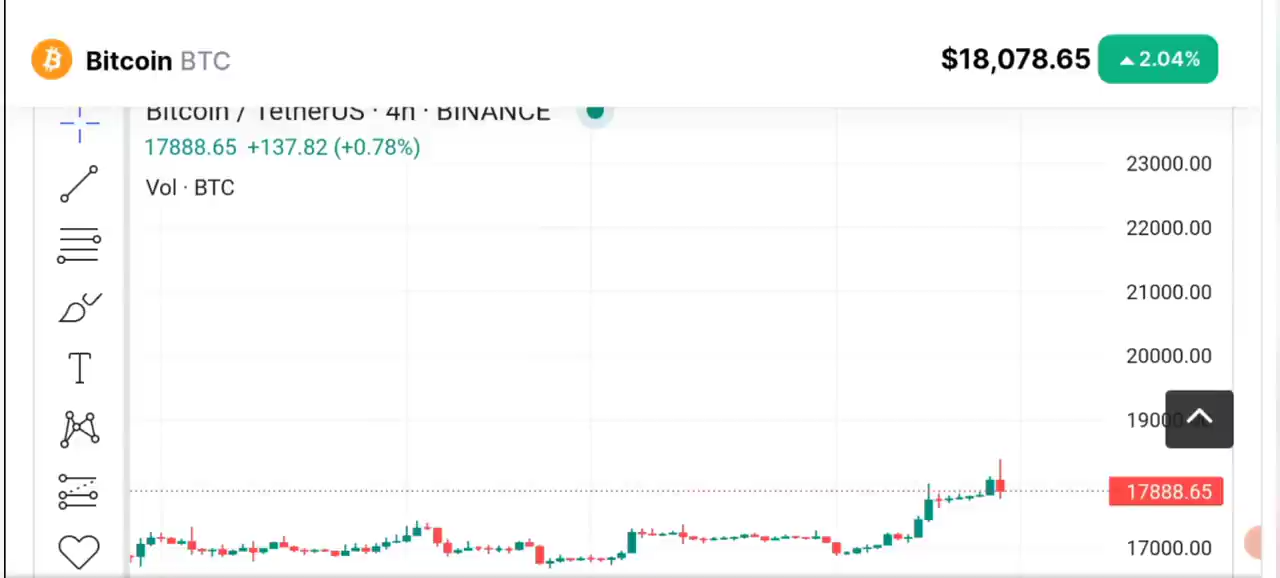 Bitcoin BTC
$18,078.65 ▲2.04%
Bitcoin / TetherUS · 4h · BINANCE
17888.65 +137.82 (+0.78%)
Vol · BTC
23000.00
22000.00
21000.00
20000.00
17888.65
17000.00
T